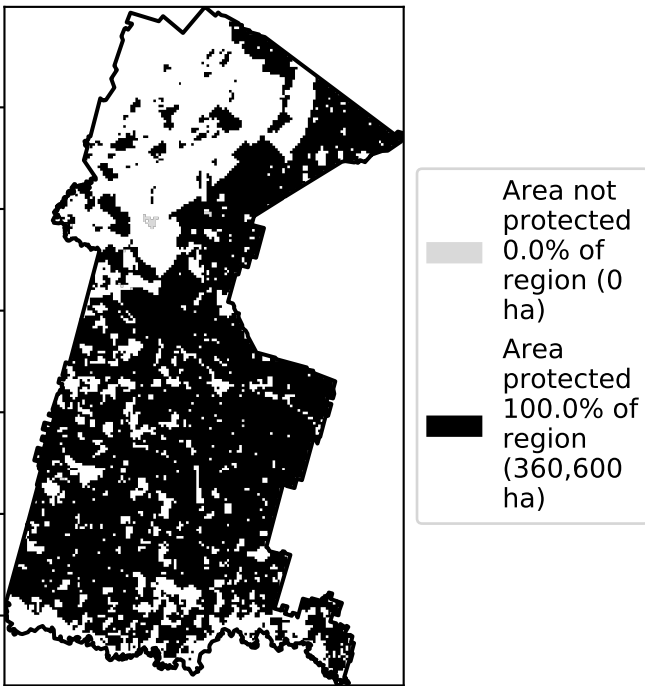 Area not
protected
0.0% of
region (0
ha)
Area
protected
100.0% of
region
(360,600
ha)